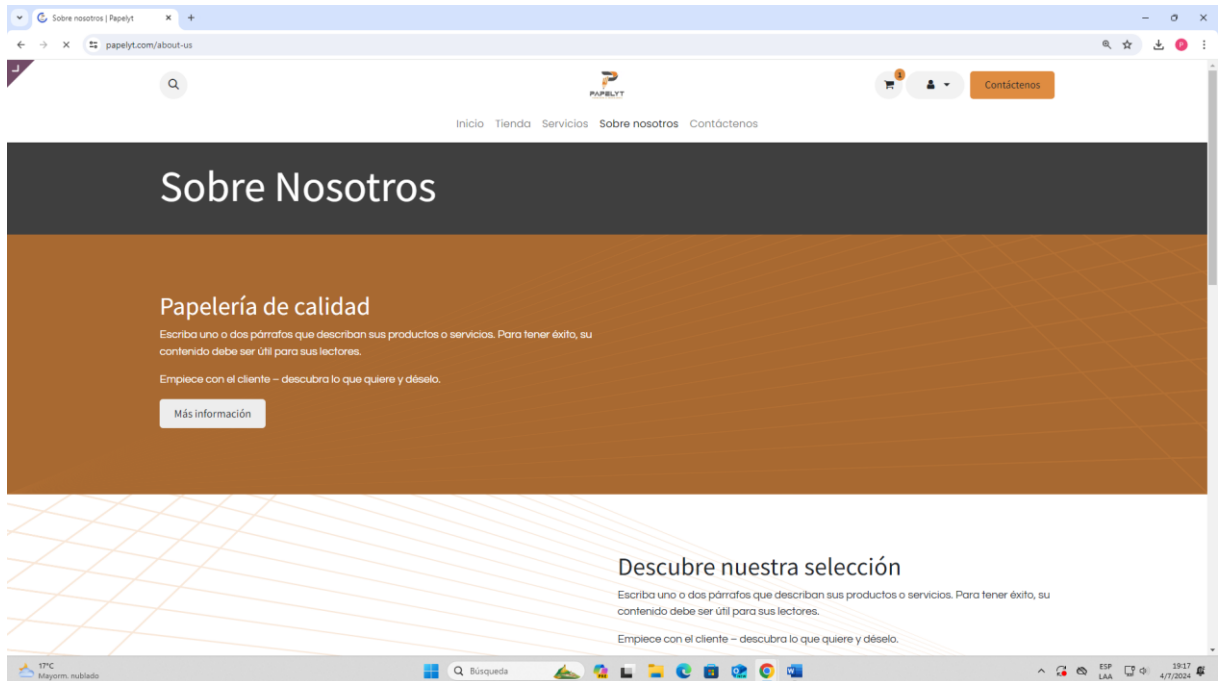 Sobre nosotros | Papelyt
papelyt.com/about-us
P
PAPELYT
1
Contáctenos
Inicio Tienda Servicios Sobre nosotros Contáctenos
Sobre Nosotros
Papelería de calidad
Escriba uno o dos párrafos que describan sus productos o servicios. Para tener éxito, su
contenido debe ser útil para sus lectores.
Empiece con el cliente – descubra lo que quiere y déselo.
Más información
Descubre nuestra selección
Escriba uno o dos párrafos que describan sus productos o servicios. Para tener éxito, su
contenido debe ser útil para sus lectores.
Empiece con el cliente – descubra lo que quiere y déselo.
17°C
Mayorm. nublado
Búsqueda
ESP
LAA
19:17
4/7/2024